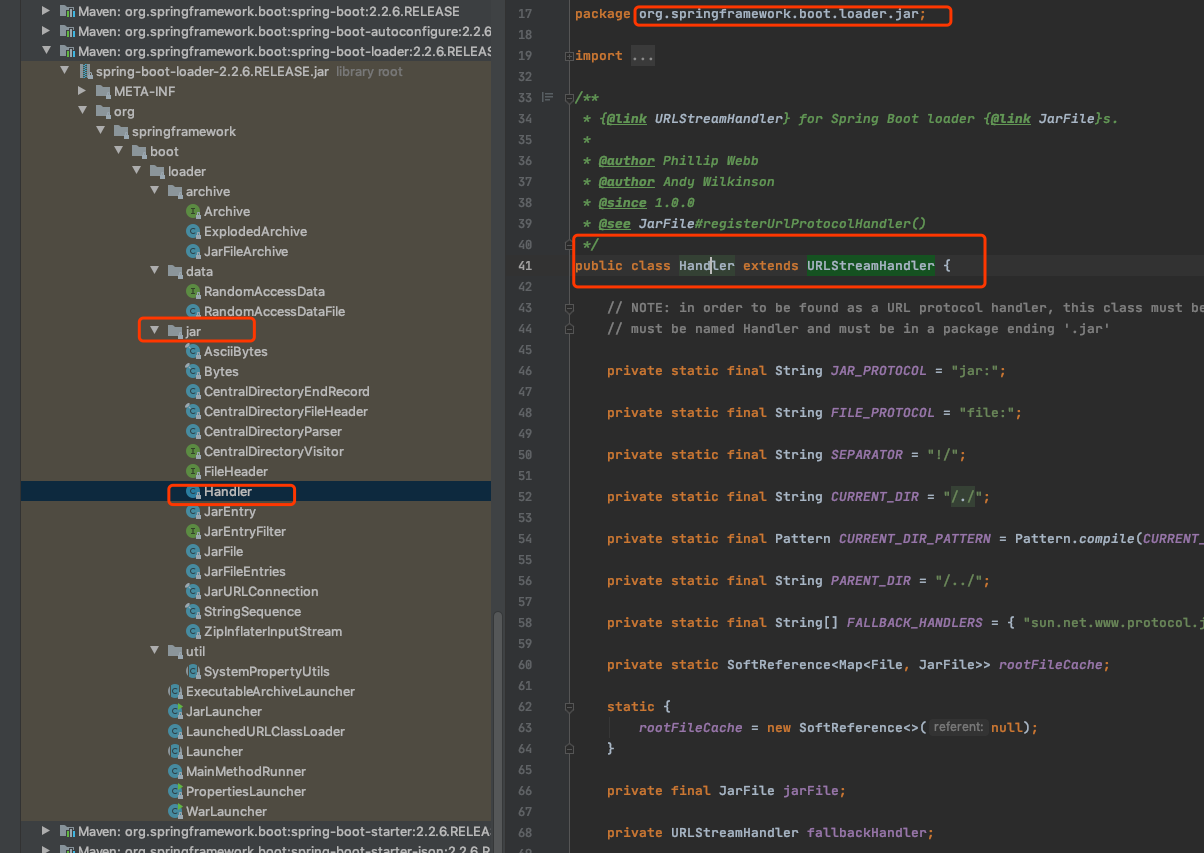 Maven: org.springframework.boot:spring-boot:2.2.6.RELEASE
Maven: org.springframework.boot:spring-boot-autoconfigure:2.2.6
Maven: org.springframework.boot:spring-boot-loader:2.2.6.RELEAS
spring-boot-loader-2.2.6.RELEASE.jar library root
META-INF
org
springframework
boot
loader
archive
Archive
ExplodedArchive
JarFileArchive
data
RandomAccessData
RandomAccessDataFile
jar
AsciiBytes
Bytes
CentralDirectoryEndRecord
CentralDirectoryFileHeader
CentralDirectoryParser
CentralDirectoryVisitor
FileHeader
Handler
JarEntry
JarEntryFilter
JarFile
JarFileEntries
JarURLConnection
StringSequence
ZipInflaterInputStream
util
SystemPropertyUtils
ExecutableArchiveLauncher
JarLauncher
LaunchedURLClassLoader
Launcher
MainMethodRunner
PropertiesLauncher
WarLauncher
Maven: org.springframework.boot:spring-boot-starter:2.2.6.RELEA
Maven: org.springframework.boot:spring-boot-starter-json:2.2.6.R
17 package org.springframework.boot.loader.jar;
18
19 import ...
32
33 /**
34 * {@link URLStreamHandler} for Spring Boot loader {@link JarFile}s.
35 *
36 * @author Phillip Webb
37 * @author Andy Wilkinson
38 * @since 1.0.0
39 * @see JarFile#registerUrlProtocolHandler()
40 */
41 public class Handler extends URLStreamHandler {
42
43 // NOTE: in order to be found as a URL protocol handler, this class must be
44 // must be named Handler and must be in a package ending '.jar'
45
46 private static final String JAR_PROTOCOL = "jar:";
47
48 private static final String FILE_PROTOCOL = "file:";
49
50 private static final String SEPARATOR = "!/";
51
52 private static final String CURRENT_DIR = "/./";
53
54 private static final Pattern CURRENT_DIR_PATTERN = Pattern.compile(CURRENT_
55
56 private static final String PARENT_DIR = "/../";
57
58 private static final String[] FALLBACK_HANDLERS = { "sun.net.www.protocol.j
59
60 private static SoftReference<Map<File, JarFile>> rootFileCache;
61
62 static {
63 rootFileCache = new SoftReference<>( referent: null);
64 }
65
66 private final JarFile jarFile;
67
68 private URLStreamHandler fallbackHandler;